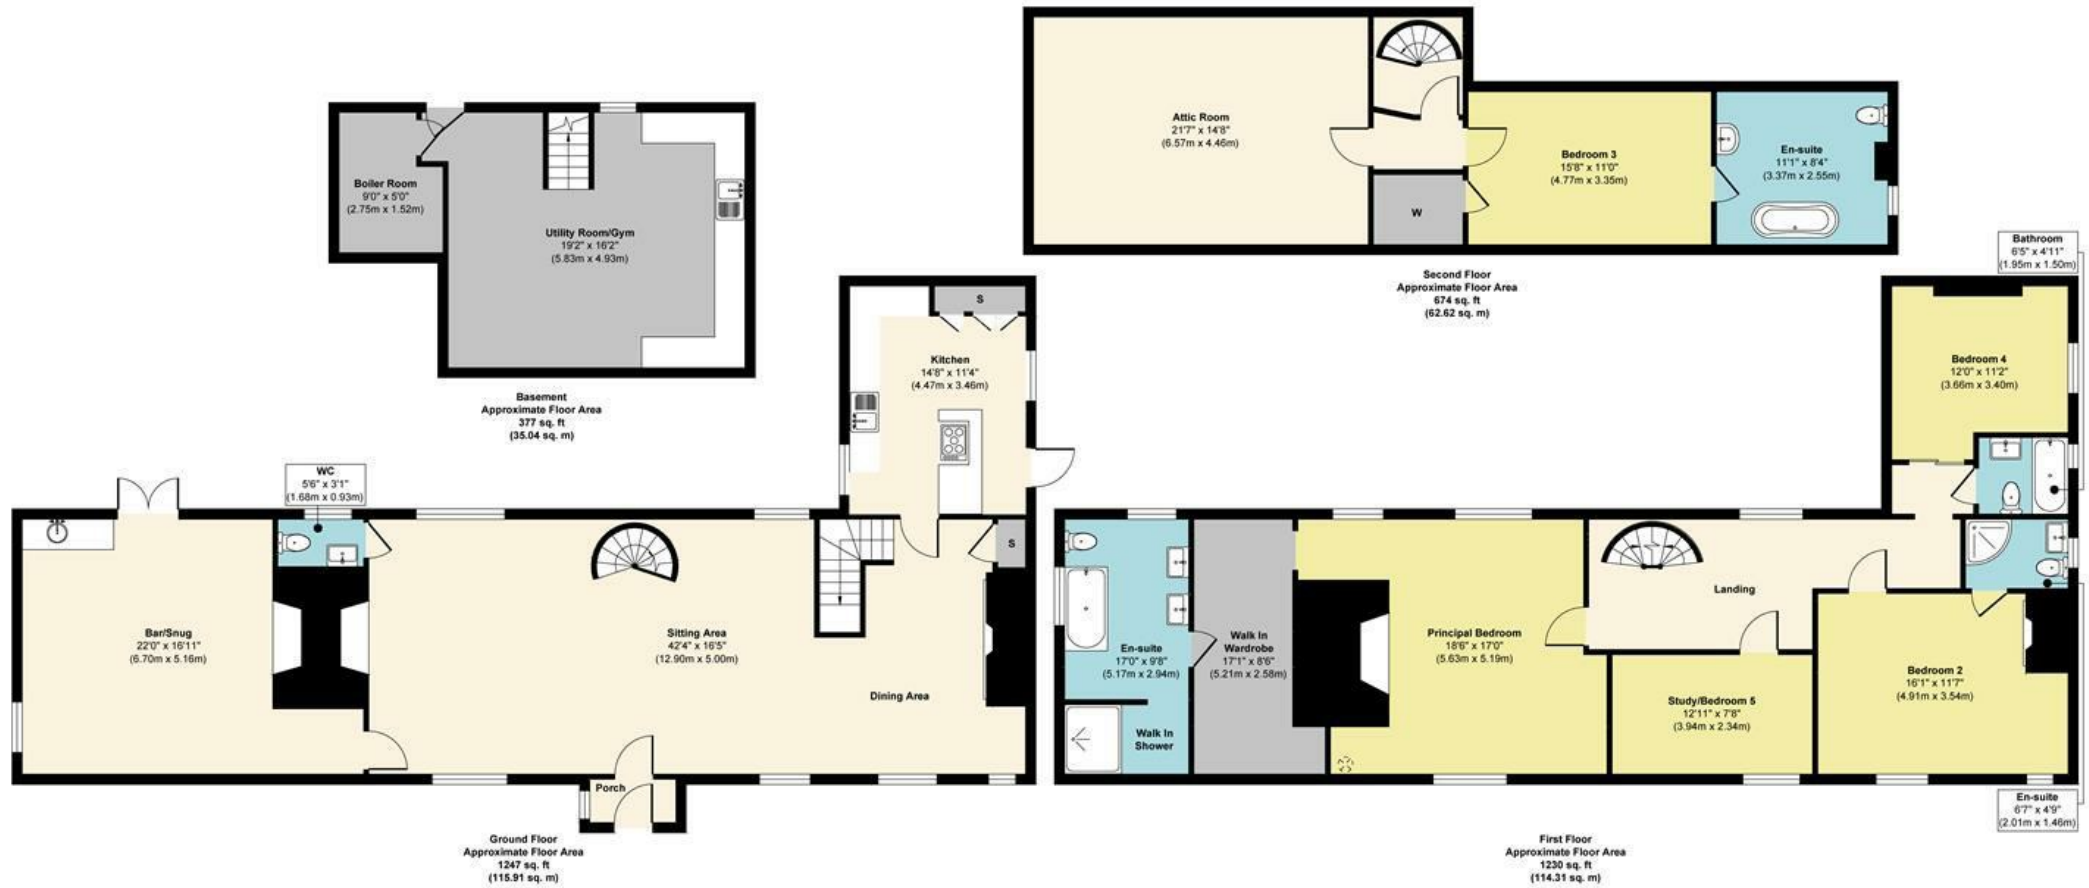 Boiler Room
9'0" x 5'0"
(2.75m x 1.52m)
Utility Room/Gym
19'2" x 16'2"
(5.83m x 4.93m)
Basement
Approximate Floor Area
377 sq. ft
(35.04 sq. m)
Attic Room
21'7" x 14'8"
(6.57m x 4.46m)
W
Bedroom 3
15'8" x 11'0"
(4.77m x 3.35m)
En-suite
11'1" x 8'4"
(3.37m x 2.55m)
Second Floor
Approximate Floor Area
674 sq. ft
(62.62 sq. m)
WC
5'6" x 3'1"
(1.68m x 0.93m)
S
Kitchen
14'8" x 11'4"
(4.47m x 3.46m)
S
Bar/Snug
22'0" x 16'11"
(6.70m x 5.16m)
Sitting Area
42'4" x 16'5"
(12.90m x 5.00m)
Dining Area
Porch
Ground Floor
Approximate Floor Area
1247 sq. ft
(115.91 sq. m)
Bathroom
6'5" x 4'11"
(1.95m x 1.50m)
Bedroom 4
12'0" x 11'2"
(3.66m x 3.40m)
Landing
En-suite
17'0" x 9'8"
(5.17m x 2.94m)
Walk In
Shower
Walk In
Wardrobe
17'1" x 8'6"
(5.21m x 2.58m)
Principal Bedroom
18'6" x 17'0"
(5.63m x 5.19m)
Study/Bedroom 5
12'11" x 7'8"
(3.94m x 2.34m)
Bedroom 2
16'1" x 11'7"
(4.91m x 3.54m)
En-suite
6'7" x 4'9"
(2.01m x 1.46m)
First Floor
Approximate Floor Area
1230 sq. ft
(114.31 sq. m)